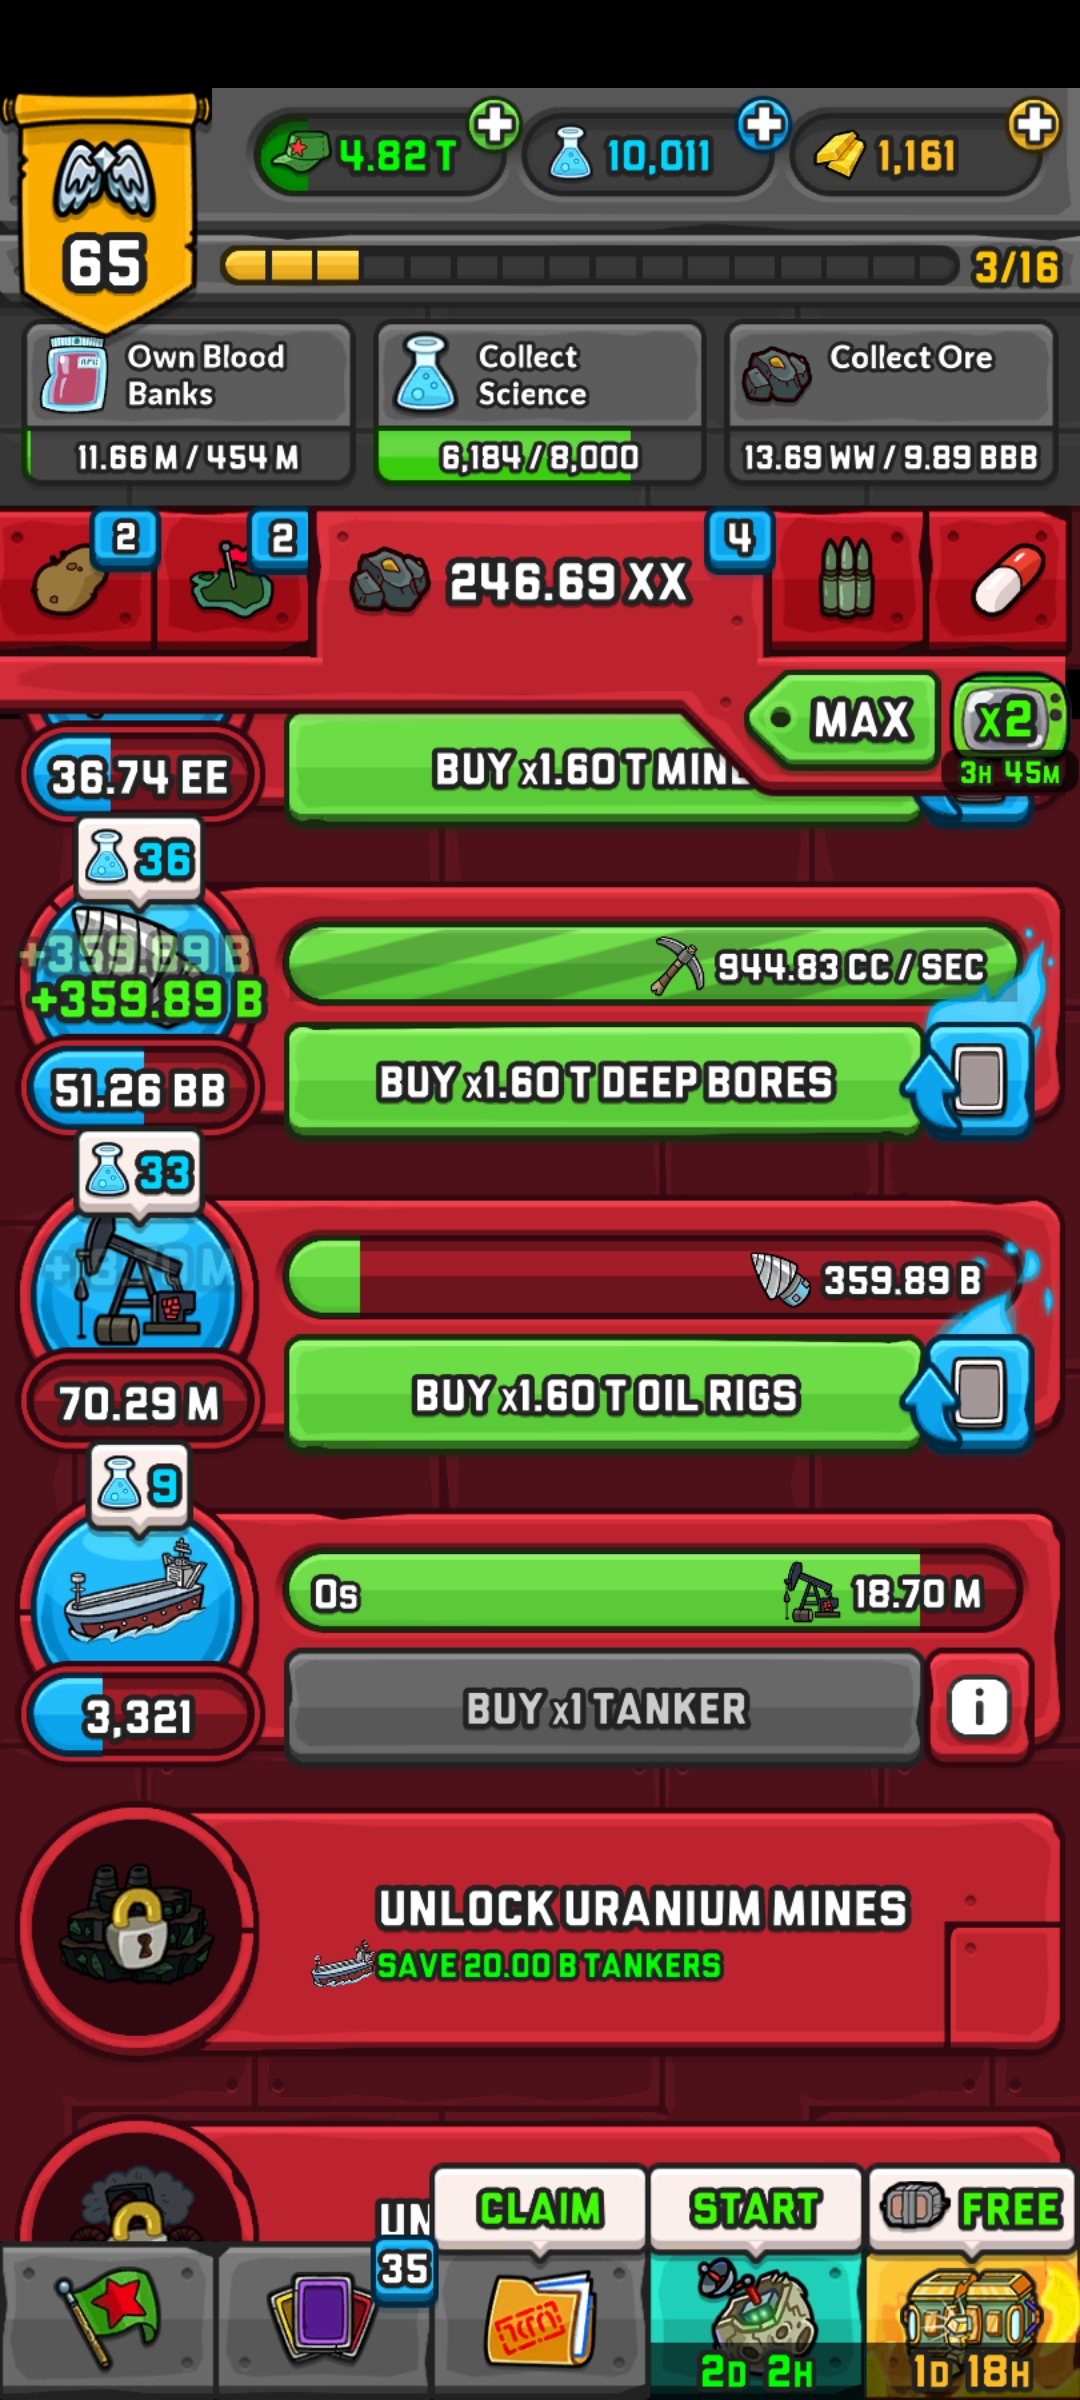 4.82 T
10,011
1,161
65
3/16
Own Blood
Banks
11.66 M / 454 M
Collect
Science
6,184 / 8,000
Collect Ore
13.69 WW / 9.89 BBB
2
2
246.69 XX
4
MAX
x2
3H 45M
36.74 EE
BUY x1.60 T MINE
36
+359.89 B
+359.89 B
944.83 CC / SEC
51.26 BB
BUY x1.60 T DEEP BORES
33
359.89 B
70.29 M
BUY x1.60 T OIL RIGS
9
0s
18.70 M
3,321
BUY x1 TANKER
i
UNLOCK URANIUM MINES
SAVE 20.00 B TANKERS
UN
CLAIM
START
FREE
35
2D 2H
1D 18H